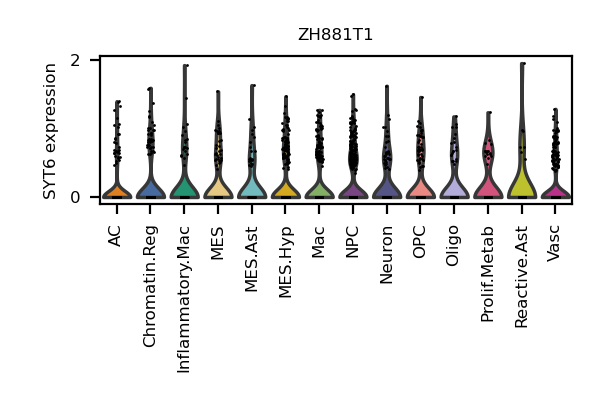 ZH881T1
SYT6 expression
2
0
AC
Chromatin.Reg
Inflammatory.Mac
MES
MES.Ast
MES.Hyp
Mac
NPC
Neuron
OPC
Oligo
Prolif.Metab
Reactive.Ast
Vasc